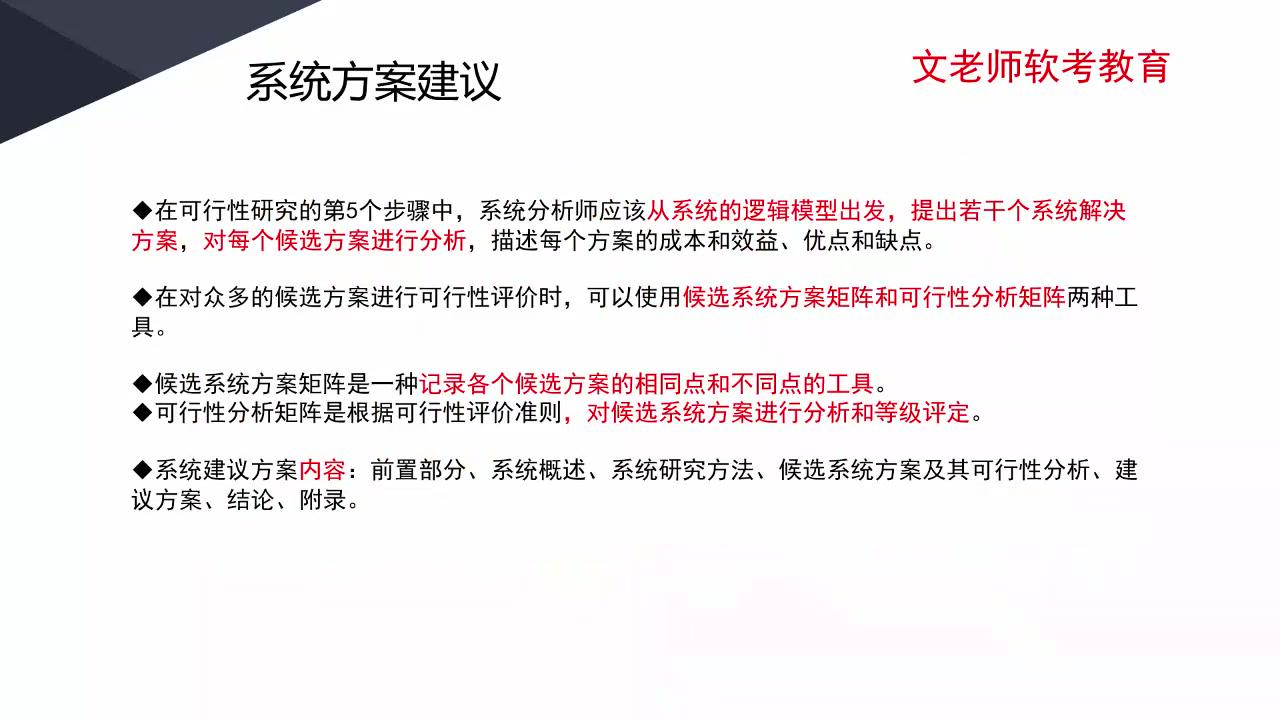 系统方案建议
文老师软考教育
◆在可行性研究的第5个步骤中，系统分析师应该从系统的逻辑模型出发，提出若干个系统解决
方案，对每个候选方案进行分析，描述每个方案的成本和效益、优点和缺点。
◆在对众多的候选方案进行可行性评价时，可以使用候选系统方案矩阵和可行性分析矩阵两种工
具。
◆候选系统方案矩阵是一种记录各个候选方案的相同点和不同点的工具。
◆可行性分析矩阵是根据可行性评价准则，对候选系统方案进行分析和等级评定。
◆系统建议方案内容：前置部分、系统概述、系统研究方法、候选系统方案及其可行性分析、建
议方案、结论、附录。